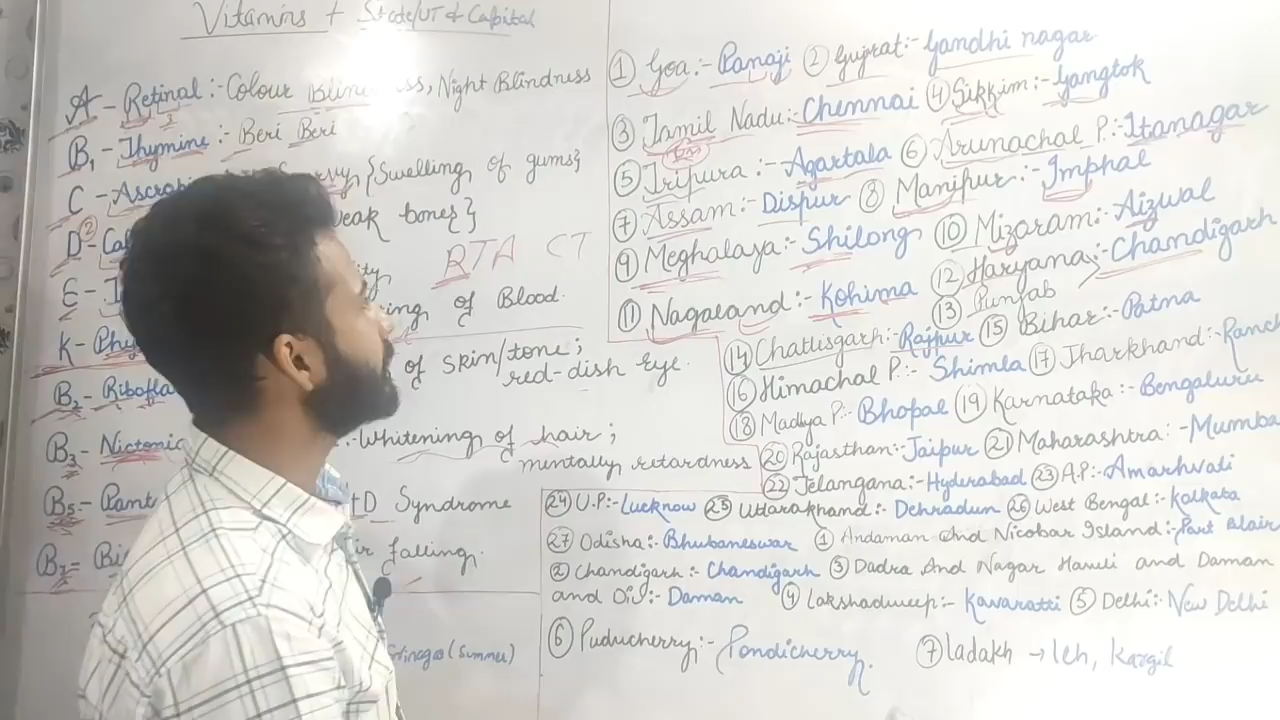 Vitamins + State/UT & Capital
A - Retinal :- Colour Blin ss, Night Blindness
B1 - Thymine :- Beri Beri
C - Ascrobi rvy {Swelling of gums}
D - Cal eak bones}
RTA CT
E - ity
K - Phy ing of Blood.
B2 - Ribofla of skin/tone;
red-dish eye.
B3 - Nictonic :- Whitening of hair;
mentally retardness
B5 - Pant tD Syndrome
B7 = Bi ir falling.
Srinagar (Summer)
① Goa :- Panaji ② Gujrat :- Gandhi nagar
③ Tamil Nadu :- Chennai ④ Sikkim :- Gangtok
⑤ Tripura :- Agartala ⑥ Arunachal P. :- Itanagar
⑦ Assam :- Dispur ⑧ Manipur :- Imphal
⑨ Meghalaya :- Shilong ⑩ Mizoram :- Aizwal
⑪ Nagaland :- Kohima ⑫ Haryana :- Chandigarh
⑬ Punjab
⑭ Chattisgarh :- Rajpur ⑮ Bihar :- Patna
⑯ Himachal P. :- Shimla ⑰ Jharkhand :- Ranch
⑱ Madhya P. :- Bhopal ⑲ Karnataka :- Bengaluru
⑳ Rajasthan :- Jaipur ㉑ Maharashtra :- Mumba
㉒ Telangana :- Hyderabad ㉓ A.P. :- Amarhvati
㉔ U.P. :- Lucknow ㉕ Uttarakhand :- Dehradun ㉖ West Bengal :- Kolkata
㉗ Odisha :- Bhubaneswar ① Andaman and Nicobar Island :- Port Blair
② Chandigarh :- Chandigarh ③ Dadra And Nagar Haveli and Daman
and Diu :- Daman ④ Lakshadweep :- Kavaratti ⑤ Delhi :- New Delhi
⑥ Puducherry :- Pondicherry. ⑦ ladakh → leh, Kargil